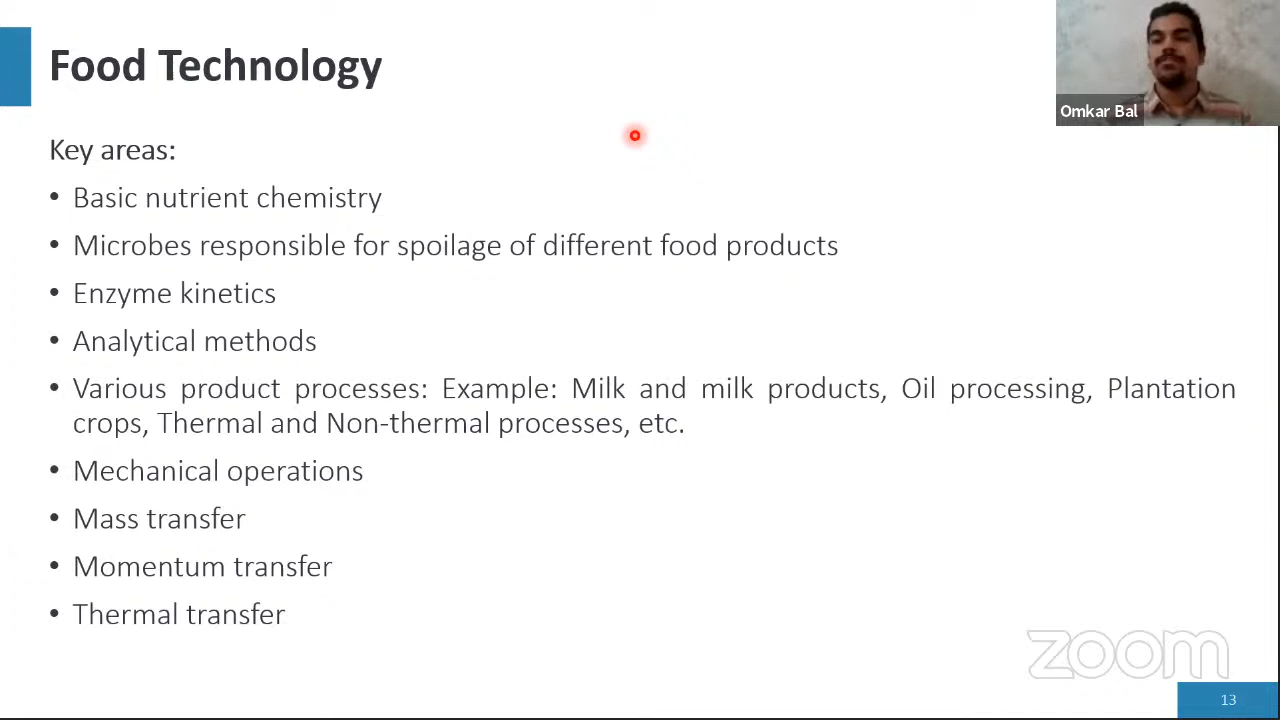 Food Technology
Omkar Bal
Key areas:
• Basic nutrient chemistry
• Microbes responsible for spoilage of different food products
• Enzyme kinetics
• Analytical methods
• Various product processes: Example: Milk and milk products, Oil processing, Plantation
crops, Thermal and Non-thermal processes, etc.
• Mechanical operations
• Mass transfer
• Momentum transfer
• Thermal transfer
zoom
13